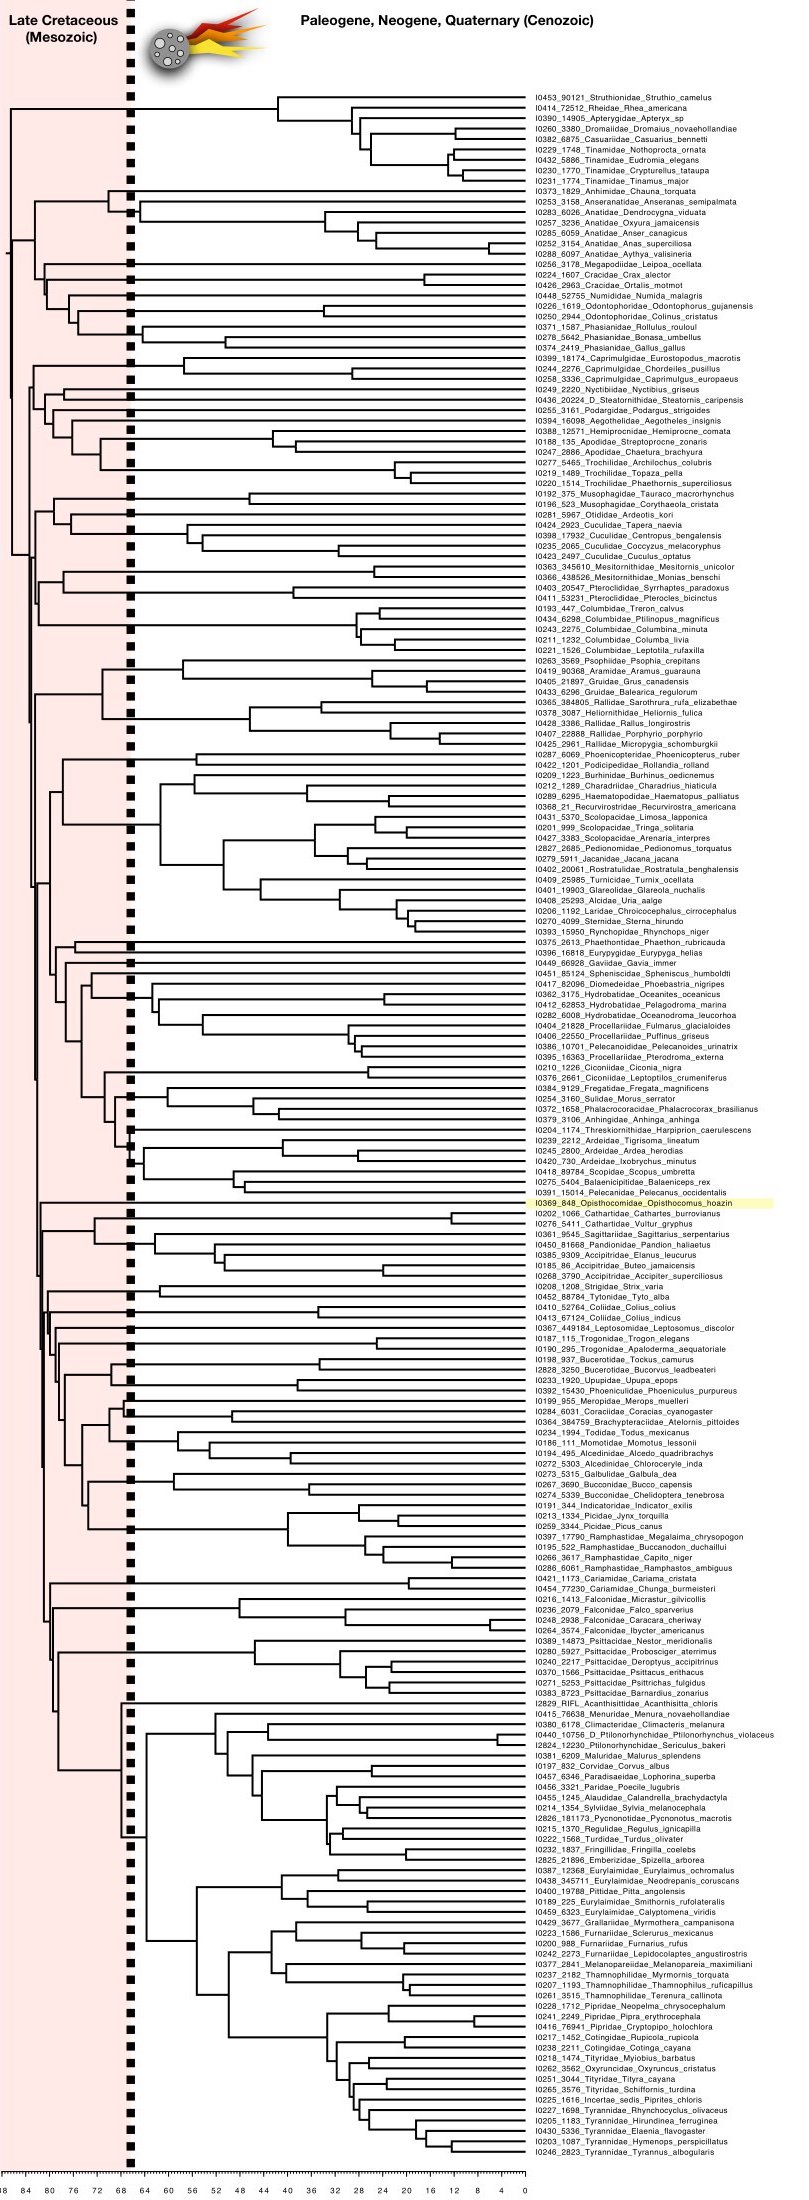 Late Cretaceous
(Mesozoic)
Paleogene, Neogene, Quaternary (Cenozoic)
I0453_90121_Struthionidae_Struthio_camelus
I0414_72512_Rheidae_Rhea_americana
I0390_14905_Apterygidae_Apteryx_sp
I0260_3380_Dromaiidae_Dromaius_novaehollandiae
I0382_6875_Casuariidae_Casuarius_bennetti
I0229_1748_Tinamidae_Nothoprocta_ornata
I0432_5886_Tinamidae_Eudromia_elegans
I0230_1770_Tinamidae_Crypturellus_tataupa
I0231_1774_Tinamidae_Tinamus_major
I0373_1829_Anhimidae_Chauna_torquata
I0253_3158_Anseranatidae_Anseranas_semipalmata
I0283_6026_Anatidae_Dendrocygna_viduata
I0257_3236_Anatidae_Oxyura_jamaicensis
I0285_6059_Anatidae_Anser_canagicus
I0252_3154_Anatidae_Anas_superciliosa
I0288_6097_Anatidae_Aythya_valisineria
I0256_3178_Megapodiidae_Leipoa_ocellata
I0224_1607_Cracidae_Crax_alector
I0426_2963_Cracidae_Ortalis_motmot
I0448_52755_Numididae_Numida_malagris
I0226_1619_Odontophoridae_Odontophorus_gujanensis
I0250_2944_Odontophoridae_Colinus_cristatus
I0371_1587_Phasianidae_Rollulus_rouloul
I0278_5642_Phasianidae_Bonasa_umbellus
I0374_2419_Phasianidae_Gallus_gallus
I0399_18174_Caprimulgidae_Eurostopodus_macrotis
I0244_2276_Caprimulgidae_Chordeiles_pusillus
I0258_3336_Caprimulgidae_Caprimulgus_europaeus
I0249_2220_Nyctibiidae_Nyctibius_griseus
I0436_20224_D_Steatornithidae_Steatornis_caripensis
I0255_3161_Podargidae_Podargus_strigoides
I0394_16098_Aegothelidae_Aegotheles_insignis
I0388_12571_Hemiprocnidae_Hemiprocne_comata
I0188_135_Apodidae_Streptoprocne_zonaris
I0247_2886_Apodidae_Chaetura_brachyura
I0277_5465_Trochilidae_Archilochus_colubris
I0219_1489_Trochilidae_Topaza_pella
I0220_1514_Trochilidae_Phaethornis_superciliosus
I0192_375_Musophagidae_Tauraco_macrorhynchus
I0196_523_Musophagidae_Corythaeola_cristata
I0281_5967_Otididae_Ardeotis_kori
I0424_2923_Cuculidae_Tapera_naevia
I0398_17932_Cuculidae_Centropus_bengalensis
I0235_2065_Cuculidae_Coccyzus_melacoryphus
I0423_2497_Cuculidae_Cuculus_optatus
I0363_345610_Mesitornithidae_Mesitornis_unicolor
I0366_438526_Mesitornithidae_Monias_benschi
I0403_20547_Pteroclididae_Syrrhaptes_paradoxus
I0411_53231_Pteroclididae_Pterocles_bicinctus
I0193_447_Columbidae_Treron_calvus
I0434_6298_Columbidae_Ptilinopus_magnificus
I0243_2275_Columbidae_Columbina_minuta
I0211_1232_Columbidae_Columba_livia
I0221_1526_Columbidae_Leptotila_rufaxilla
I0263_3569_Psophiidae_Psophia_crepitans
I0419_90368_Aramidae_Aramus_guarauna
I0405_21897_Gruidae_Grus_canadensis
I0433_6296_Gruidae_Balearica_regulorum
I0365_384805_Rallidae_Sarothrura_rufa_elizabethae
I0378_3087_Heliornithidae_Heliornis_fulica
I0428_3386_Rallidae_Rallus_longirostris
I0407_22888_Rallidae_Porphyrio_porphyrio
I0425_2961_Rallidae_Micropygia_schomburgkii
I0287_6069_Phoenicopteridae_Phoenicopterus_ruber
I0422_1201_Podicipedidae_Rollandia_rolland
I0209_1223_Burhinidae_Burhinus_oedicnemus
I0212_1289_Charadriidae_Charadrius_hiaticula
I0289_6295_Haematopodidae_Haematopus_palliatus
I0368_21_Recurvirostridae_Recurvirostra_americana
I0431_5370_Scolopacidae_Limosa_lapponica
I0201_999_Scolopacidae_Tringa_solitaria
I0427_3383_Scolopacidae_Arenaria_interpres
I2827_2685_Pedionomidae_Pedionomus_torquatus
I0279_5911_Jacanidae_Jacana_jacana
I0402_20061_Rostratulidae_Rostratula_benghalensis
I0409_25985_Turnicidae_Turnix_ocellata
I0401_19903_Glareolidae_Glareola_nuchalis
I0408_25293_Alcidae_Uria_aalge
I0206_1192_Laridae_Chroicocephalus_cirrocephalus
I0270_4099_Sternidae_Sterna_hirundo
I0393_15950_Rynchopidae_Rhynchops_niger
I0375_2613_Phaethontidae_Phaethon_rubricauda
I0396_16818_Eurypygidae_Eurypyga_helias
I0449_66928_Gaviidae_Gavia_immer
I0451_85124_Spheniscidae_Spheniscus_humboldti
I0417_82096_Diomedeidae_Phoebastria_nigripes
I0362_3175_Hydrobatidae_Oceanites_oceanicus
I0412_62853_Hydrobatidae_Pelagodroma_marina
I0282_6008_Hydrobatidae_Oceanodroma_leucorhoa
I0404_21828_Procellariidae_Fulmarus_glacialoides
I0406_22550_Procellariidae_Puffinus_griseus
I0386_10701_Pelecanoididae_Pelecanoides_urinatrix
I0395_16363_Procellariidae_Pterodroma_externa
I0210_1226_Ciconiidae_Ciconia_nigra
I0376_2661_Ciconiidae_Leptoptilos_crumeniferus
I0384_9129_Fregatidae_Fregata_magnificens
I0254_3160_Sulidae_Morus_serrator
I0372_1658_Phalacrocoracidae_Phalacrocorax_brasilianus
I0379_3106_Anhingidae_Anhinga_anhinga
I0204_1174_Threskiornithidae_Harpiprion_caerulescens
I0239_2212_Ardeidae_Tigrisoma_lineatum
I0245_2800_Ardeidae_Ardea_herodias
I0420_730_Ardeidae_Ixobrychus_minutus
I0418_89784_Scopidae_Scopus_umbretta
I0275_5404_Balaenicipitidae_Balaeniceps_rex
I0391_15014_Pelecanidae_Pelecanus_occidentalis
I0369_848_Opisthocomidae_Opisthocomus_hoazin
I0202_1066_Cathartidae_Cathartes_burrovianus
I0276_5411_Cathartidae_Vultur_gryphus
I0361_9545_Sagittariidae_Sagittarius_serpentarius
I0450_81668_Pandionidae_Pandion_haliaetus
I0385_9309_Accipitridae_Elanus_leucurus
I0185_86_Accipitridae_Buteo_jamaicensis
I0268_3790_Accipitridae_Accipiter_superciliosus
I0208_1208_Strigidae_Strix_varia
I0452_88784_Tytonidae_Tyto_alba
I0410_52764_Coliidae_Colius_colius
I0413_67124_Coliidae_Colius_indicus
I0367_449184_Leptosomidae_Leptosomus_discolor
I0187_115_Trogonidae_Trogon_elegans
I0190_295_Trogonidae_Apaloderma_aequatoriale
I0198_937_Bucerotidae_Tockus_camurus
I2828_3250_Bucerotidae_Bucorvus_leadbeateri
I0233_1920_Upupidae_Upupa_epops
I0392_15430_Phoeniculidae_Phoeniculus_purpureus
I0199_955_Meropidae_Merops_muelleri
I0284_6031_Coraciidae_Coracias_cyanogaster
I0364_384759_Brachypteraciidae_Atelornis_pittoides
I0234_1994_Todidae_Todus_mexicanus
I0186_111_Momotidae_Momotus_lessonii
I0194_495_Alcedinidae_Alcedo_quadribrachys
I0272_5303_Alcedinidae_Chloroceryle_inda
I0273_5315_Galbulidae_Galbula_dea
I0267_3690_Bucconidae_Bucco_capensis
I0274_5339_Bucconidae_Chelidoptera_tenebrosa
I0191_344_Indicatoridae_Indicator_exilis
I0213_1334_Picidae_Jynx_torquilla
I0259_3344_Picidae_Picus_canus
I0397_17790_Ramphastidae_Megalaima_chrysopogon
I0195_522_Ramphastidae_Buccanodon_duchaillui
I0266_3617_Ramphastidae_Capito_niger
I0286_6061_Ramphastidae_Ramphastos_ambiguus
I0421_1173_Cariamidae_Cariama_cristata
I0454_77230_Cariamidae_Chunga_burmeisteri
I0216_1413_Falconidae_Micrastur_gilvicollis
I0236_2079_Falconidae_Falco_sparverius
I0248_2938_Falconidae_Caracara_cheriway
I0264_3574_Falconidae_Ibycter_americanus
I0389_14873_Psittacidae_Nestor_meridionalis
I0280_5927_Psittacidae_Probosciger_aterrimus
I0240_2217_Psittacidae_Deroptyus_accipitrinus
I0370_1566_Psittacidae_Psittacus_erithacus
I0271_5253_Psittacidae_Psittrichas_fulgidus
I0383_8723_Psittacidae_Barnardius_zonarius
I2829_RIFL_Acanthisittidae_Acanthisitta_chloris
I0415_76638_Menuridae_Menura_novaehollandiae
I0380_6178_Climacteridae_Climacteris_melanura
I0440_10756_D_Ptilonorhynchidae_Ptilonorhynchus_violaceus
I2824_12230_Ptilonorhynchidae_Sericulus_bakeri
I0381_6209_Maluridae_Malurus_splendens
I0197_832_Corvidae_Corvus_albus
I0457_6346_Paradisaeidae_Lophorina_superba
I0456_3321_Paridae_Poecile_lugubris
I0455_1245_Alaudidae_Calandrella_brachydactyla
I0214_1354_Sylviidae_Sylvia_melanocephala
I2826_181173_Pycnonotidae_Pycnonotus_macrotis
I0215_1370_Regulidae_Regulus_ignicapilla
I0222_1568_Turdidae_Turdus_olivater
I0232_1837_Fringillidae_Fringilla_coelebs
I2825_21896_Emberizidae_Spizella_arborea
I0387_12368_Eurylaimidae_Eurylaimus_ochromalus
I0438_345711_Eurylaimidae_Neodrepanis_coruscans
I0400_19788_Pittidae_Pitta_angolensis
I0189_225_Eurylaimidae_Smithornis_rufolateralis
I0459_6323_Eurylaimidae_Calyptomena_viridis
I0429_3677_Grallariidae_Myrmothera_campanisona
I0223_1586_Furnariidae_Sclerurus_mexicanus
I0200_988_Furnariidae_Furnarius_rufus
I0242_2273_Furnariidae_Lepidocolaptes_angustirostris
I0377_2841_Melanopareiidae_Melanopareia_maximiliani
I0237_2182_Thamnophilidae_Myrmornis_torquata
I0207_1193_Thamnophilidae_Thamnophilus_ruficapillus
I0261_3515_Thamnophilidae_Terenura_callinota
I0228_1712_Pipridae_Neopelma_chrysocephalum
I0241_2249_Pipridae_Pipra_erythrocephala
I0416_76941_Pipridae_Cryptopipo_holochlora
I0217_1452_Cotingidae_Rupicola_rupicola
I0238_2211_Cotingidae_Cotinga_cayana
I0218_1474_Tityridae_Myiobius_barbatus
I0262_3562_Oxyruncidae_Oxyruncus_cristatus
I0251_3044_Tityridae_Tityra_cayana
I0265_3576_Tityridae_Schiffornis_turdina
I0225_1616_Incertae_sedis_Piprites_chloris
I0227_1698_Tyrannidae_Rhynchocyclus_olivaceus
I0205_1183_Tyrannidae_Hirundinea_ferruginea
I0430_5336_Tyrannidae_Elaenia_flavogaster
I0203_1087_Tyrannidae_Hymenops_perspicillatus
I0246_2823_Tyrannidae_Tyrannus_albogularis
84 80 76 72 68 64 60 56 52 48 44 40 36 32 28 24 20 16 12 8 4 0